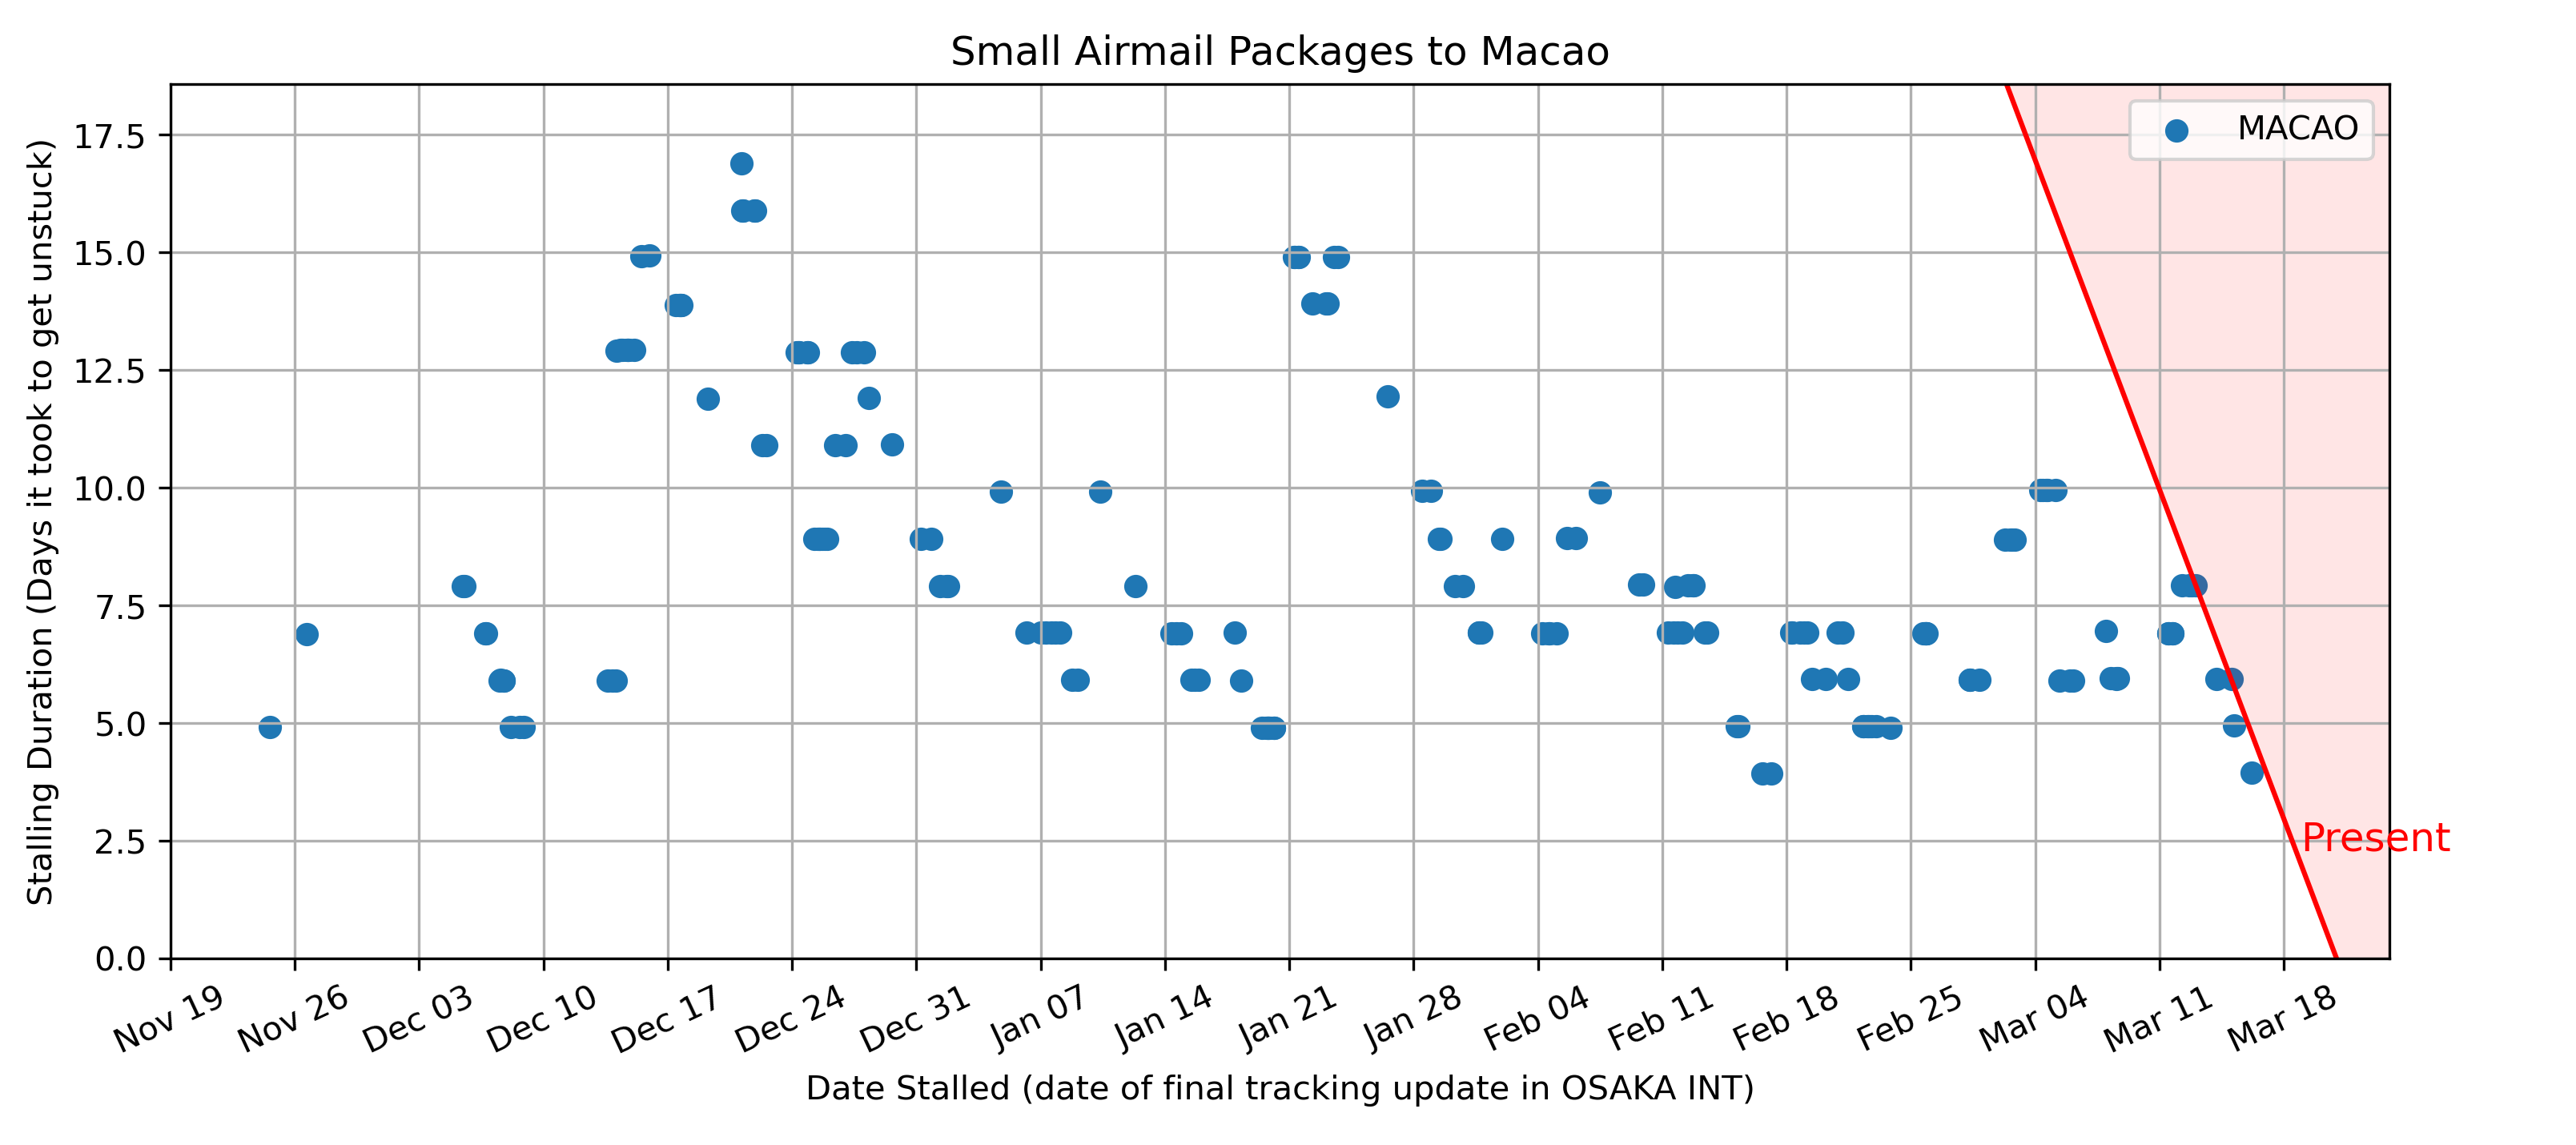 Small Airmail Packages to Macao
Stalling Duration (Days it took to get unstuck)
17.5
15.0
12.5
10.0
7.5
5.0
2.5
0.0
MACAO
Present
Nov 19
Nov 26
Dec 03
Dec 10
Dec 17
Dec 24
Dec 31
Jan 07
Jan 14
Jan 21
Jan 28
Feb 04
Feb 11
Feb 18
Feb 25
Mar 04
Mar 11
Mar 18
Date Stalled (date of final tracking update in OSAKA INT)